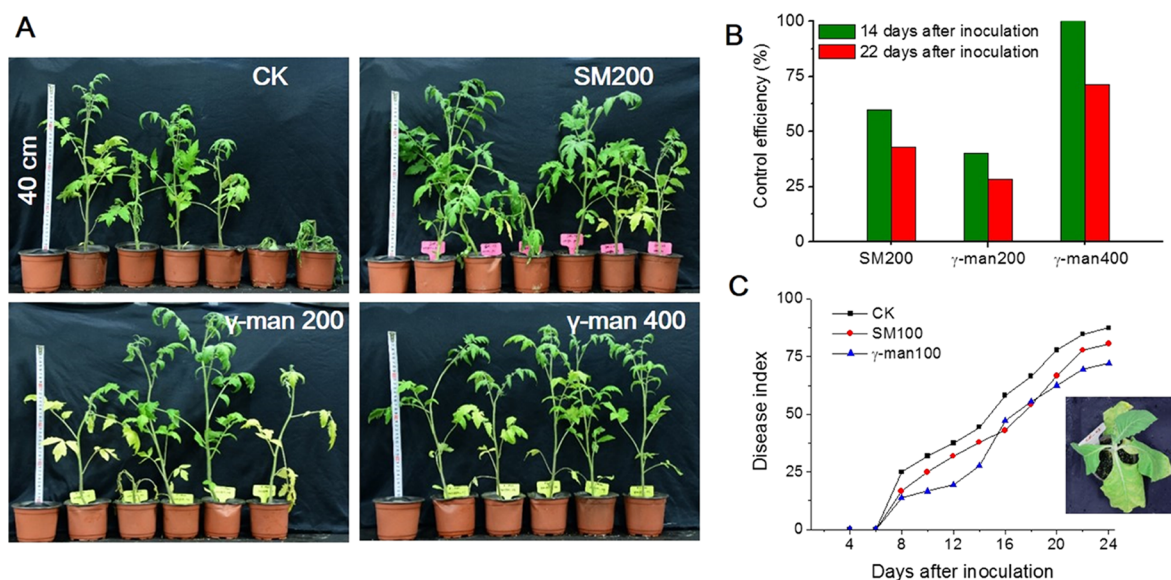 A
CK
40 cm
SM200
γ-man 200
γ-man 400
B
Control efficiency (%)
100
75
50
25
0
14 days after inoculation
22 days after inoculation
SM200
γ-man200
γ-man400
C
Disease index
100
75
50
25
0
CK
SM100
γ-man100
4
8
12
16
20
24
Days after inoculation